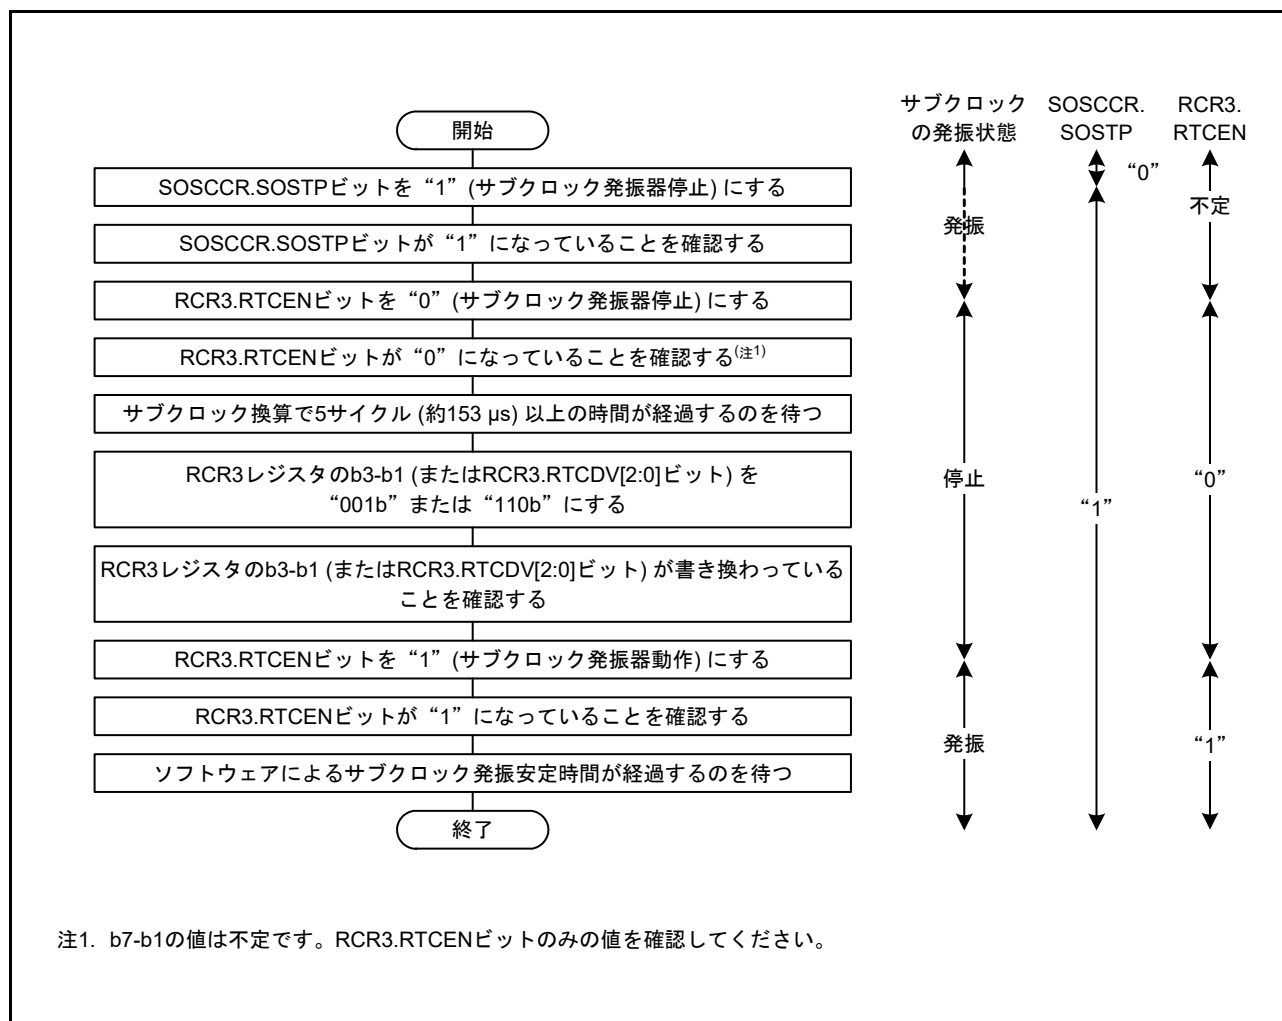 サブクロック
の発振状態
SOSCCR.
SOSTP
RCR3.
RTCEN
開始
SOSCCR.SOSTPビットを“1”(サブクロック発振器停止) にする
“0”
不定
発振
SOSCCR.SOSTPビットが“1”になっていることを確認する
RCR3.RTCENビットを“0”(サブクロック発振器停止) にする
RCR3.RTCENビットが“0”になっていることを確認する(注1)
サブクロック換算で5サイクル (約153 μs) 以上の時間が経過するのを待つ
RCR3レジスタのb3-b1 (またはRCR3.RTCDV[2:0]ビット) を
“001b”または“110b”にする
停止
“1”
“0”
RCR3レジスタのb3-b1 (またはRCR3.RTCDV[2:0]ビット) が書き換わっている
ことを確認する
RCR3.RTCENビットを“1”(サブクロック発振器動作) にする
RCR3.RTCENビットが“1”になっていることを確認する
発振
“1”
ソフトウェアによるサブクロック発振安定時間が経過するのを待つ
終了
注1. b7-b1の値は不定です。RCR3.RTCENビットのみの値を確認してください。